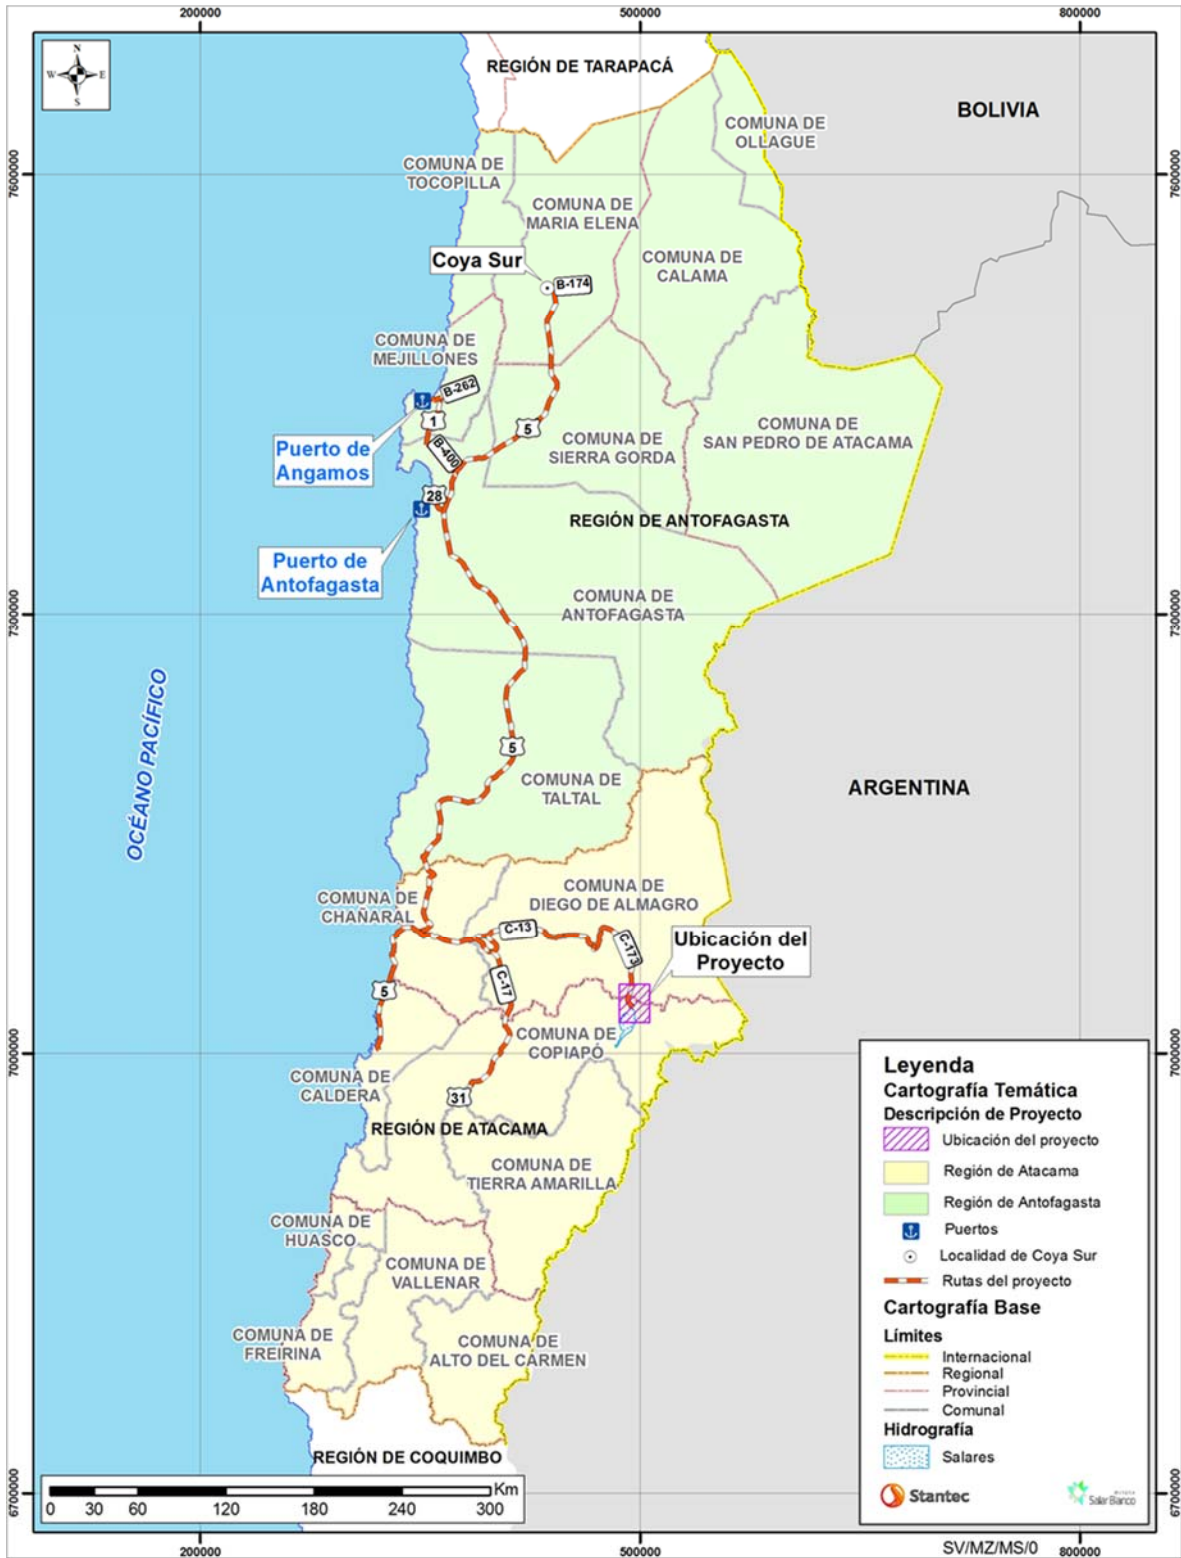 200000
500000
800000
N
W
E
S
REGIÓN DE TARAPACÁ
BOLIVIA
COMUNA DE
OLLAGUE
COMUNA DE
TOCOPILLA
7600000
7600000
COMUNA DE
MARIA ELENA
COMUNA DE
CALAMA
Coya Sur
B-174
COMUNA DE
MEJILLONES
B-262
1
5
B-400
Puerto de
Angamos
COMUNA DE
SIERRA GORDA
COMUNA DE
SAN PEDRO DE ATACAMA
28
REGIÓN DE ANTOFAGASTA
Puerto de
Antofagasta
COMUNA DE
ANTOFAGASTA
7300000
7300000
OCÉANO PACÍFICO
5
COMUNA DE
TALTAL
ARGENTINA
COMUNA DE
CHAÑARAL
COMUNA DE
DIEGO DE ALMAGRO
C-13
C-173
Ubicación del
Proyecto
5
C-17
COMUNA DE
COPIAPÓ
7000000
7000000
COMUNA DE
CALDERA
31
REGIÓN DE ATACAMA
COMUNA DE
TIERRA AMARILLA
COMUNA DE
HUASCO
COMUNA DE
VALLENAR
COMUNA DE
FREIRINA
COMUNA DE
ALTO DEL CARMEN
REGIÓN DE COQUIMBO
Leyenda
Cartografía Temática
Descripción de Proyecto
Ubicación del proyecto
Región de Atacama
Región de Antofagasta
Puertos
Localidad de Coya Sur
Rutas del proyecto
Cartografía Base
Límites
Internacional
Regional
Provincial
Comunal
Hidrografía
Salares
Stantec
MINERA
Salar Blanco
Km
0 30 60 120 180 240 300
6700000
6700000
200000
500000
800000
SV/MZ/MS/0